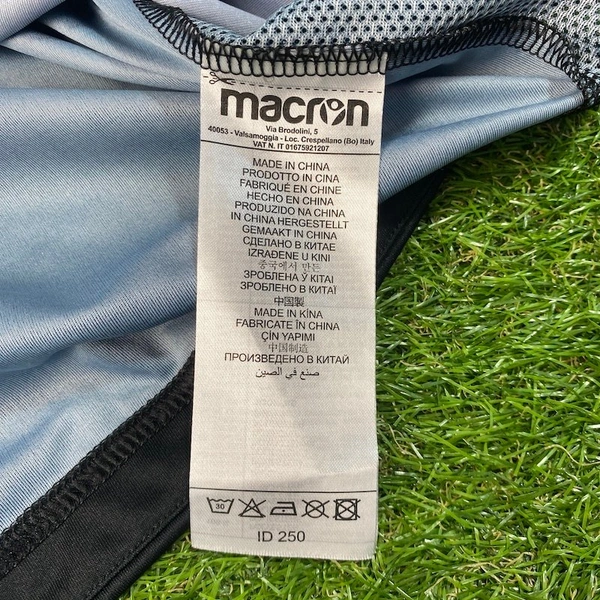 macron
Via Brodolini, 5
40053 - Valsamoggia - Loc. Crespellano (Bo) Italy
VAT N. IT 01675921207
MADE IN CHINA
PRODOTTO IN CINA
FABRIQUÉ EN CHINE
HECHO EN CHINA
PRODUZIDO NA CHINA
IN CHINA HERGESTELLT
GEMAAKT IN CHINA
СДЕЛАНО В КИТАЕ
IZRAĐENE U KINI
중국에서 만든
ЗРОБЛЕНА Ў КІТАІ
ЗРОБЛЕНО В КИТАЇ
中国製
MADE IN KÍNA
FABRICATE ÎN CHINA
ÇİN YAPIMI
中国制造
ПРОИЗВЕДЕНО В КИТАЙ
صنع في الصين
30
ID 250